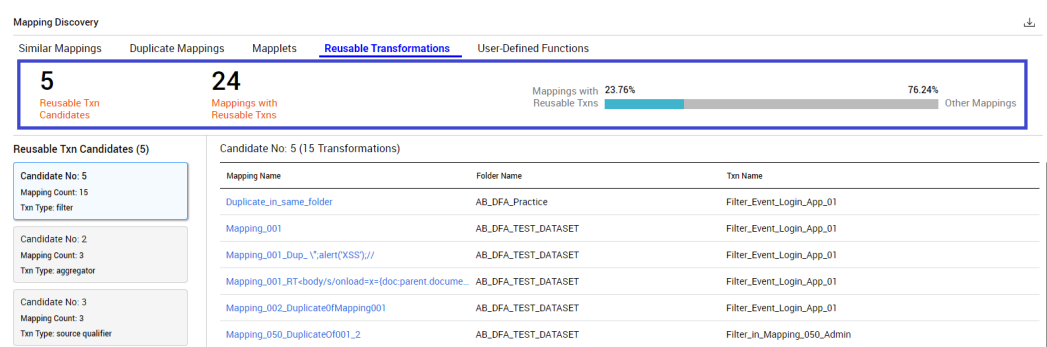 Mapping Discovery
Similar Mappings Duplicate Mappings Mapplets Reusable Transformations User-Defined Functions
5
Reusable Txn
Candidates
24
Mappings with
Reusable Txns
Mappings with
Reusable Txns
23.76% 76.24%
Other Mappings
Reusable Txn Candidates (5)
Candidate No: 5
Mapping Count: 15
Txn Type: filter
Candidate No: 2
Mapping Count: 3
Txn Type: aggregator
Candidate No: 3
Mapping Count: 3
Txn Type: source qualifier
Candidate No: 5 (15 Transformations)
Mapping Name Folder Name Txn Name
Duplicate_in_same_folder AB_DFA_Practice Filter_Event_Login_App_01
Mapping_001 AB_DFA_TEST_DATASET Filter_Event_Login_App_01
Mapping_001_Dup_ \";alert('XSS');// AB_DFA_TEST_DATASET Filter_Event_Login_App_01
Mapping_001_RT<body/s/onload=x={doc:parent.docume... AB_DFA_TEST_DATASET Filter_Event_Login_App_01
Mapping_002_DuplicateOfMapping001 AB_DFA_TEST_DATASET Filter_Event_Login_App_01
Mapping_050_DuplicateOf001_2 AB_DFA_TEST_DATASET Filter_in_Mapping_050_Admin